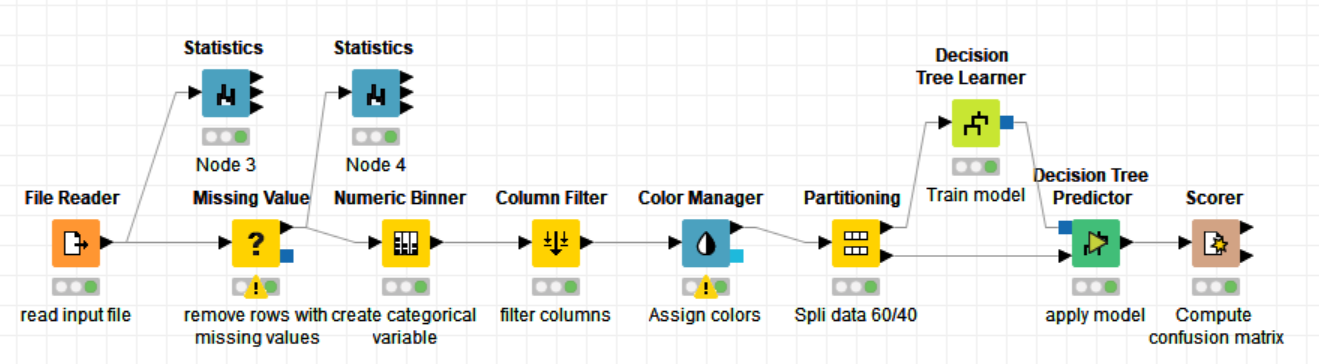 Statistics
Node 3
Statistics
Node 4
Decision
Tree Learner
Train model
File Reader
read input file
Missing Value
?
remove rows with
missing values
Numeric Binner
create categorical
variable
Column Filter
filter columns
Color Manager
Assign colors
Partitioning
Spli data 60/40
Decision Tree
Predictor
apply model
Scorer
Compute
confusion matrix